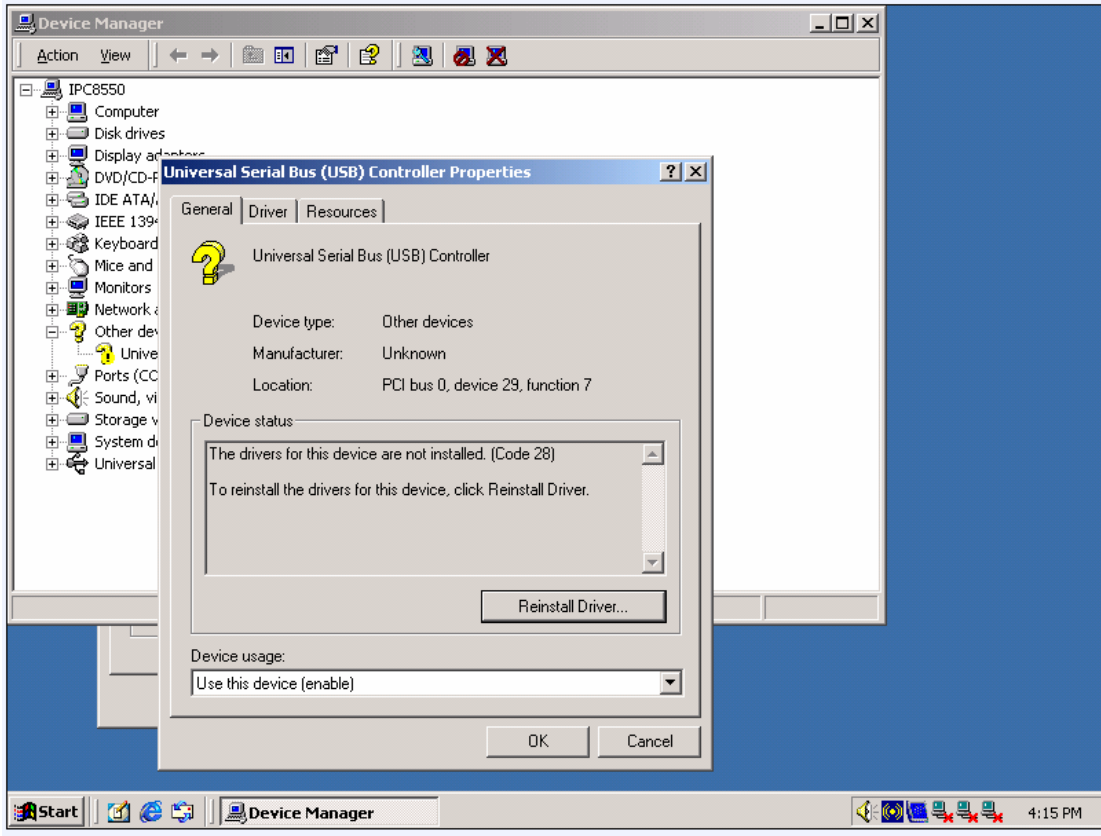 Device Manager
Action View
IPC8550
Computer
Disk drives
Display adapters
DVD/CD-R
IDE ATA/
IEEE 139
Keyboard
Mice and
Monitors
Network
Other dev
Unive
Ports (CO
Sound, vi
Storage v
System d
Universal
Universal Serial Bus (USB) Controller Properties
General Driver Resources
Universal Serial Bus (USB) Controller
Device type: Other devices
Manufacturer: Unknown
Location: PCI bus 0, device 29, function 7
Device status
The drivers for this device are not installed. (Code 28)
To reinstall the drivers for this device, click Reinstall Driver.
Reinstall Driver...
Device usage:
Use this device (enable)
OK Cancel
Start Device Manager 4:15 PM